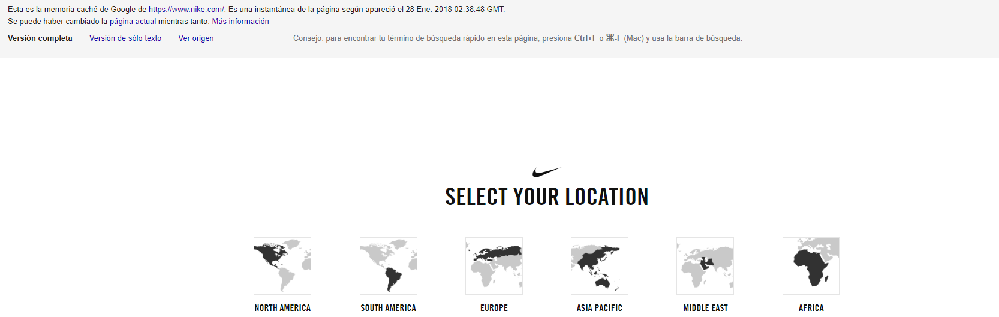 Esta es la memoria caché de Google de https://www.nike.com/. Es una instantánea de la página según apareció el 28 Ene. 2018 02:38:48 GMT.
Se puede haber cambiado la página actual mientras tanto. Más información
Versión completa Versión de sólo texto Ver origen Consejo: para encontrar tu término de búsqueda rápido en esta página, presiona Ctrl+F o ⌘-F (Mac) y usa la barra de búsqueda.
SELECT YOUR LOCATION
NORTH AMERICA SOUTH AMERICA EUROPE ASIA PACIFIC MIDDLE EAST AFRICA